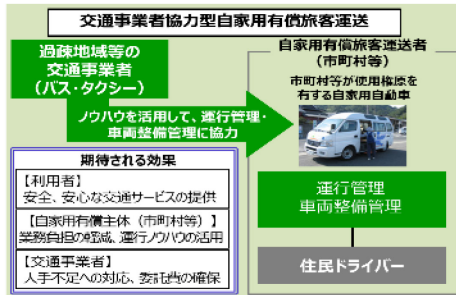 交通事業者協力型自家用有償旅客運送
過疎地域等の
交通事業者
（バス・タクシー）
ノウハウを活用して、運行管理・
車両整備管理に協力
自家用有償旅客運送者
（市町村等）
市町村等が使用権原を
有する自家用自動車
運行管理
車両整備管理
住民ドライバー
期待される効果
【利用者】
安全、安心な交通サービスの提供
【自家用有償主体（市町村等）】
業務負担の軽減、運行ノウハウの活用
【交通事業者】
人手不足への対応、委託費の確保